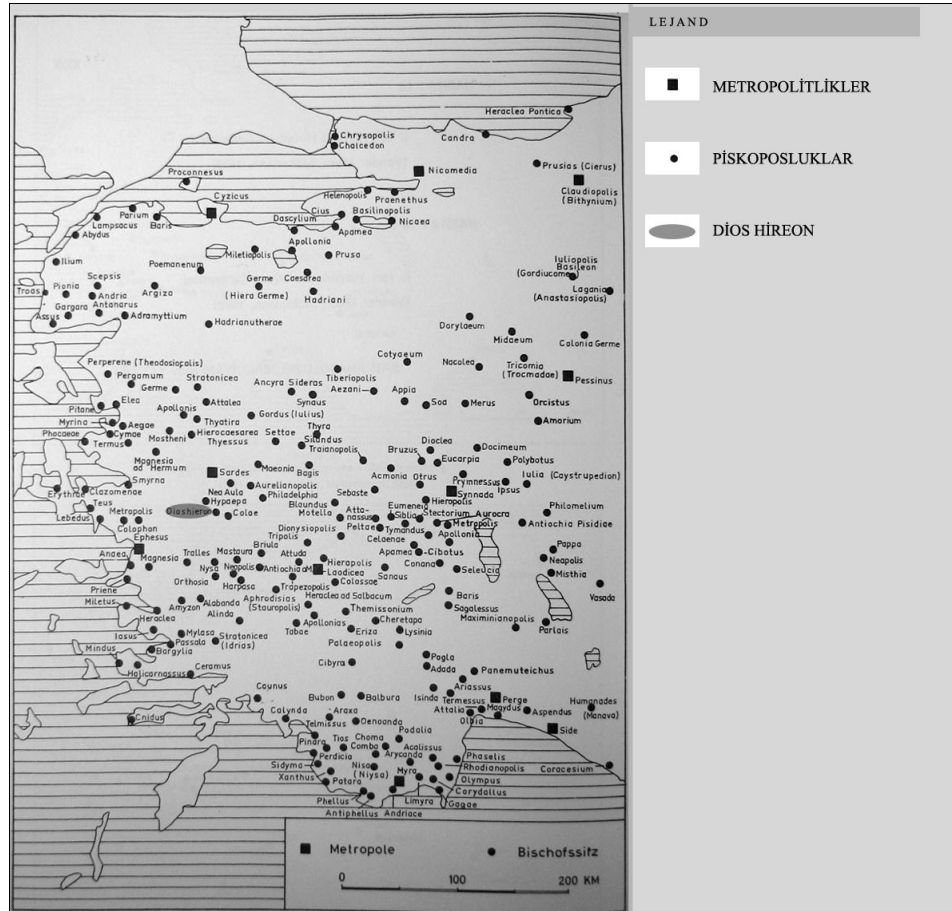 LEJAND
METROPOLİTLİKLER
PİSKOPOSLUKLAR
DİOS HİREON
Heraclea Pontica
Chrysopolis
Candra
Chalcedon
Prusias (Cierus)
Nicomedia
Proconnesus
Claudiopolis
(Bithynium)
Helenopolis
Praenethus
Cyzicus
Parium
Lampsacus
Baris
Cius
Basilinopolis
Dascylium
Nicaea
Apamea
Abydus
Apollonia
Miletiopolis
Prusa
Iuliopolis
Basileon
(Gordiucome)
Ilium
Poemanenum
Scepsis
Germe
(Hiera Germe)
Caesarea
Lagania
(Anastasiopolis)
Troas
Pionia
Andria
Argiza
Hadriani
Gargara
Antanarus
Assus
Adramyttium
Hadrianutherae
Dorylaeum
Midaeum
Colonia Germe
Cotyaeum
Nacolea
Tricomia
(Trocmadae)
Perperene (Theodosiopolis)
Tiberiopolis
Pessinus
Pergamum
Germe
Stratonicea
Ancyra Sideros
Aezani
Appia
Synaus
Orcistus
Elea
Attalea
Soa
Merus
Pitane
Apollonis
Gordus (Iulius)
Amorium
Myrina
Aegae
Thyatira
Thyra
Phocaeae
Cymae
Mostheni
Hierocaesarea
Settae
Silandus
Dioclea
Termus
Thyessus
Traianopolis
Bruzus
Docimeum
Magnesia
ad Hermum
Eucarpia
Polybotus
Sardes
Maeonia
Bagis
Acmonia
Otrus
Prymnessus
Iulia (Caystrupedion)
Smyrna
Aurelianopolis
Ipsus
Erythrae
Clazomenae
Nea Aula
Philadelphia
Sebaste
Synnada
Teus
Hypaepa
Blaundus
Eumeneia
Hieropolis
Philomelium
Lebedus
Metropolis
Dioshieron
Coloe
Motella
Atta-
nassus
Siblia
Stectorium
Aurocra
Colophon
Dionysiopolis
Peltae
Tymandus
Metropolis
Antiochia Pisidiae
Ephesus
Tripolis
Celaenae
Apollonia
Briula
Apamea
-Cibotus
Pappa
Anaea
Magnesia
Tralles
Mastaura
Attuda
Hierapolis
Conana
Neapolis
Nysa
Neapolis
Antiochia
Laodicea
Sanaus
Seleucia
Misthia
Orthosia
Harpasa
Trapezopolis
Colossae
Priene
Aphrodisias
(Stauropolis)
Heraclea ad Salbacum
Baris
Vasada
Miletus
Amyzon
Alabanda
Themissonium
Sagalessus
Heraclea
Alinda
Apollonias
Cheretapa
Maximinianopolis
Iasus
Mylasa
Tabae
Eriza
Lysinia
Parlais
Passala
Stratonicea
(Idrias)
Palaeopolis
Mindus
Bargylia
Pogla
Halicarnassus
Ceramus
Cibyra
Adada
Panemuteichus
Ariassus
Caunus
Bubon
Balbura
Isinda
Termessus
Perge
Humanades
(Manava)
Cnidus
Calynda
Araxa
Attalia
Magydus
Aspendus
Telmissus
Oenoanda
Olbia
Pinara
Tios
Choma
Podalia
Side
Perdicia
Comba
Acalissus
Arycanda
Phaselis
Sidyma
Nisa
(Niysa)
Rhodianopolis
Coracesium
Xanthus
Myra
Olympus
Patara
Corydallus
Phellus
Limyra
Gagae
Antiphellus
Andriace
Metropole
Bischofssitz
0 100 200 KM